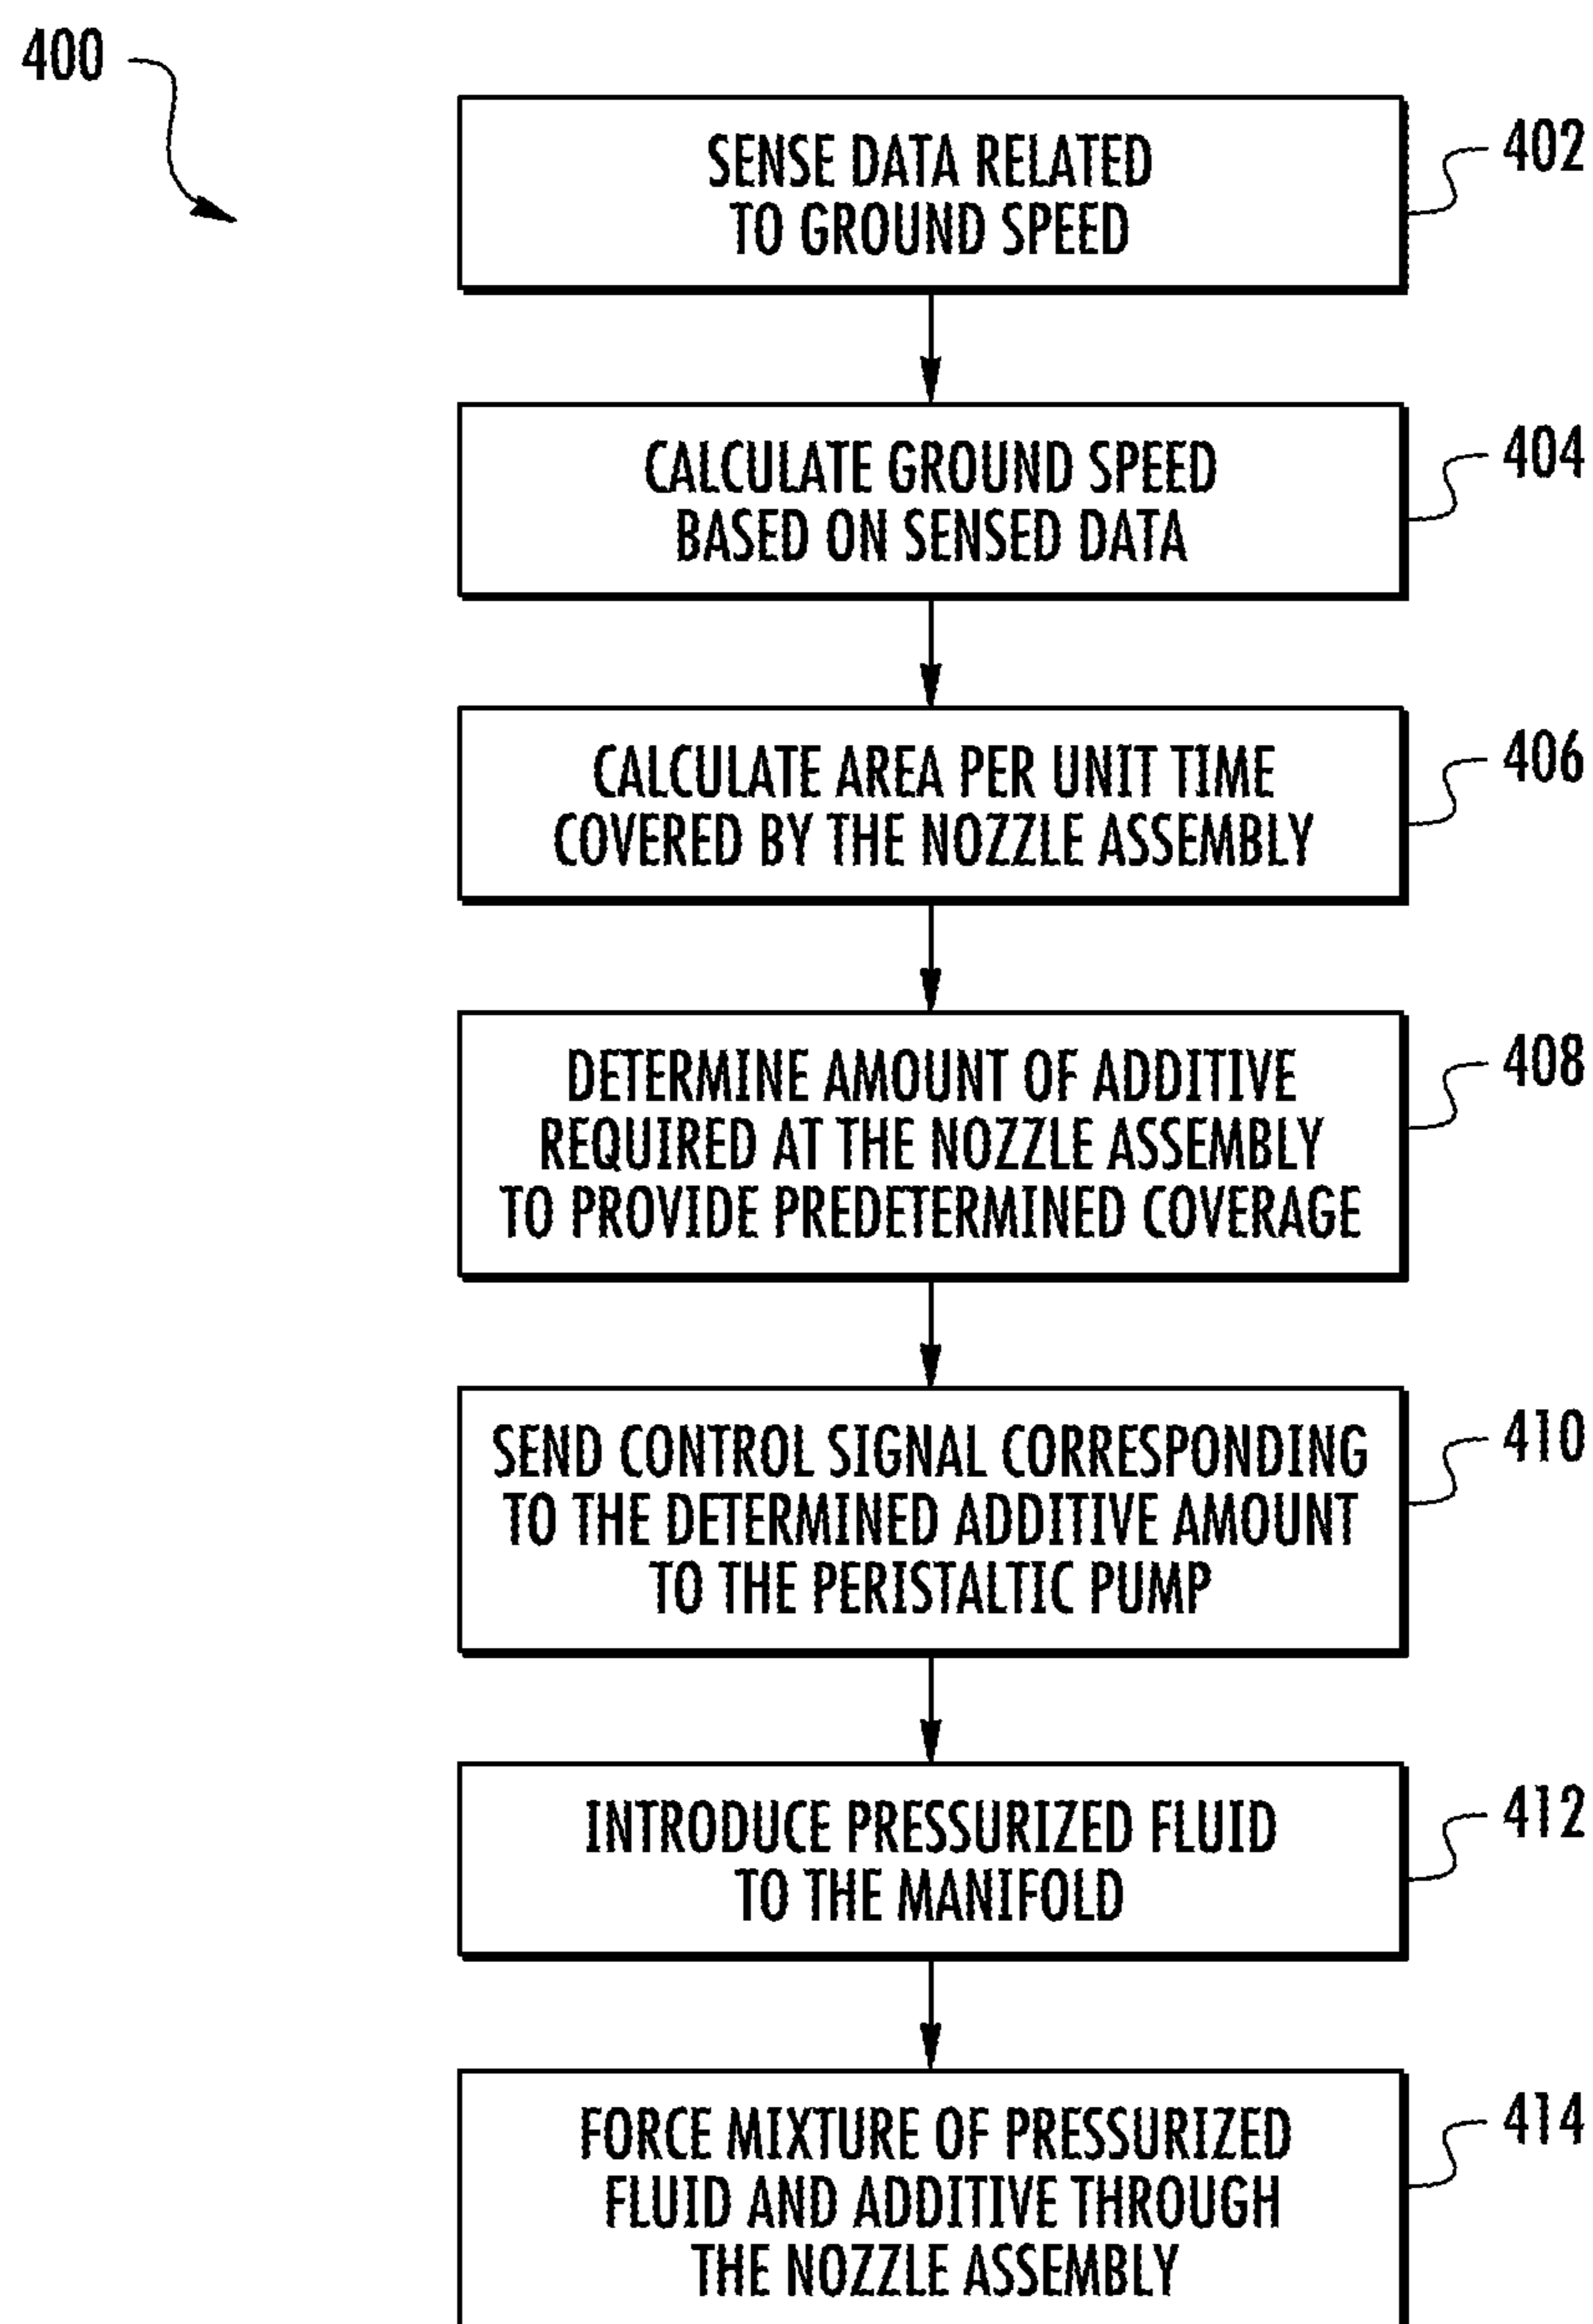 400
SENSE DATA RELATED
TO GROUND SPEED
402
CALCULATE GROUND SPEED
BASED ON SENSED DATA
404
CALCULATE AREA PER UNIT TIME
COVERED BY THE NOZZLE ASSEMBLY
406
DETERMINE AMOUNT OF ADDITIVE
REQUIRED AT THE NOZZLE ASSEMBLY
TO PROVIDE PREDETERMINED COVERAGE
408
SEND CONTROL SIGNAL CORRESPONDING
TO THE DETERMINED ADDITIVE AMOUNT
TO THE PERISTALTIC PUMP
410
INTRODUCE PRESSURIZED FLUID
TO THE MANIFOLD
412
FORCE MIXTURE OF PRESSURIZED
FLUID AND ADDITIVE THROUGH
THE NOZZLE ASSEMBLY
414